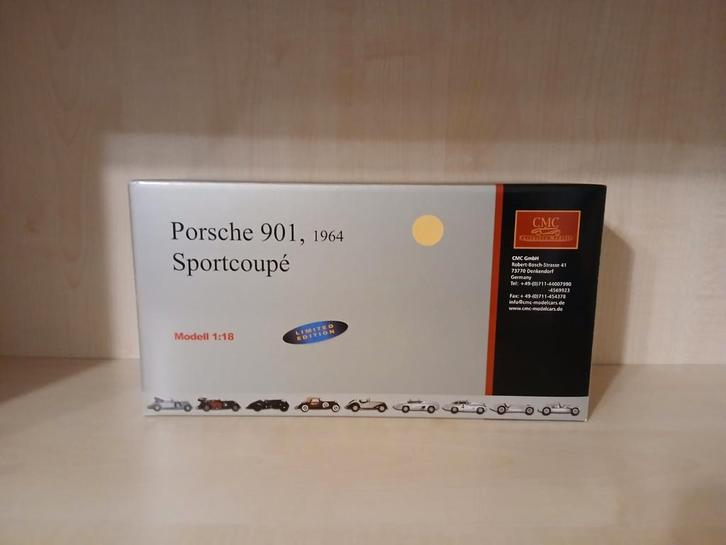 Porsche 901, 1964
Sportcoupé
Modell 1:18
LIMITED
EDITION
CMC
CMC GmbH
Robert-Bosch-Strasse 41
73770 Denkendorf
Germany
Tel: +49-(0)711-44007990
-4569923
Fax: + 49-(0)711-454378
info@cmc-modelcars.de
www.cmc-modelcars.de